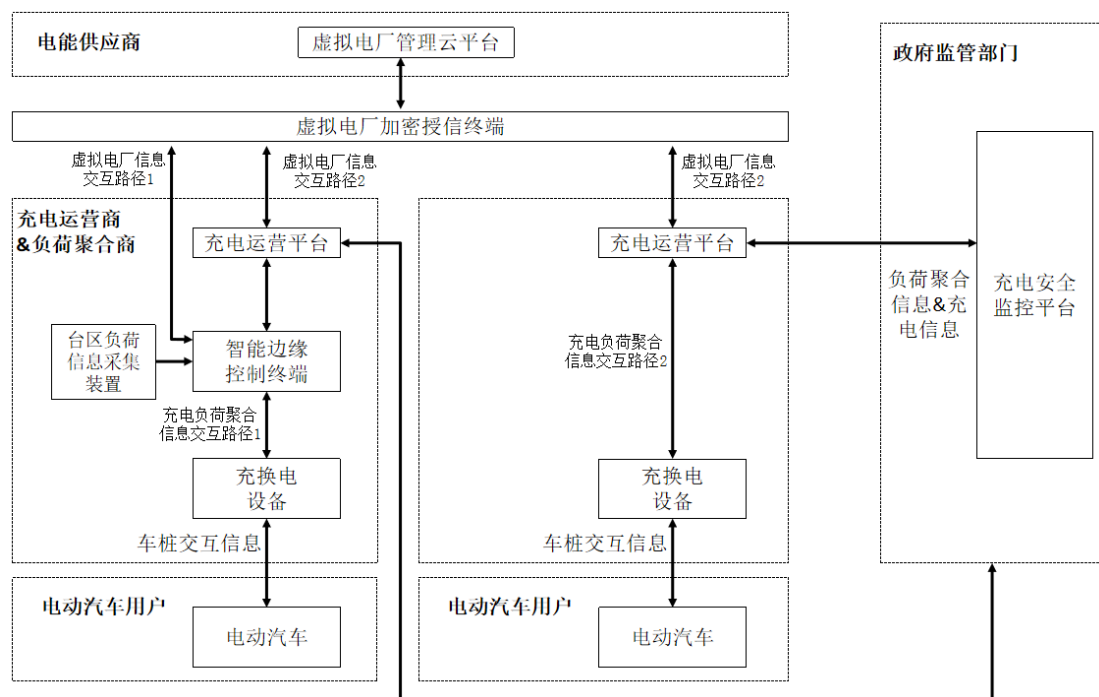 电能供应商
虚拟电厂管理云平台
政府监管部门
虚拟电厂加密授信终端
虚拟电厂信息
交互路径1
虚拟电厂信息
交互路径2
虚拟电厂信息
交互路径2
充电运营商
&负荷聚合商
充电运营平台
充电运营平台
负荷聚合
信息&充
电信息
充电安全
监控平台
台区负荷
信息采集
装置
智能边缘
控制终端
充电负荷聚合
信息交互路径2
充电负荷聚合
信息交互路径1
充换电
设备
充换电
设备
车桩交互信息
车桩交互信息
电动汽车用户
电动汽车
电动汽车用户
电动汽车